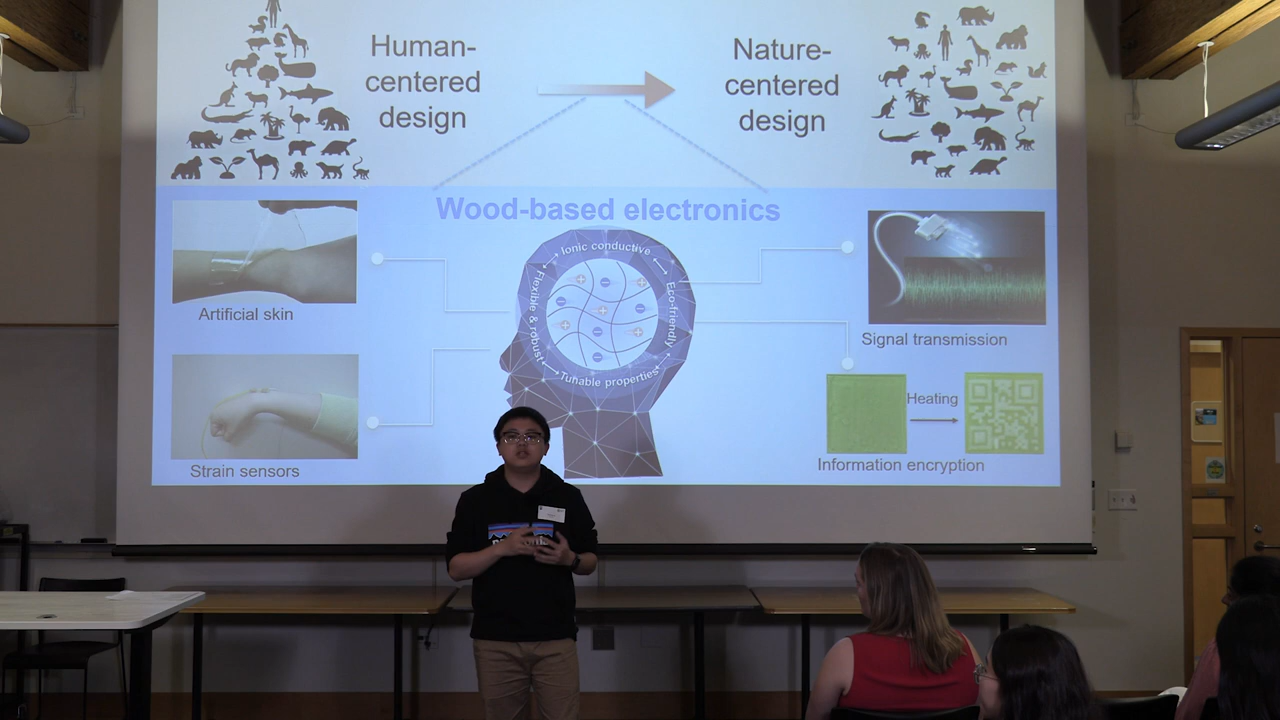 Human-
centered
design
Nature-
centered
design
Wood-based electronics
Ionic conductive
Flexible & robust
Eco-friendly
Tunable properties
Artificial skin
Signal transmission
Strain sensors
Heating
Information encryption